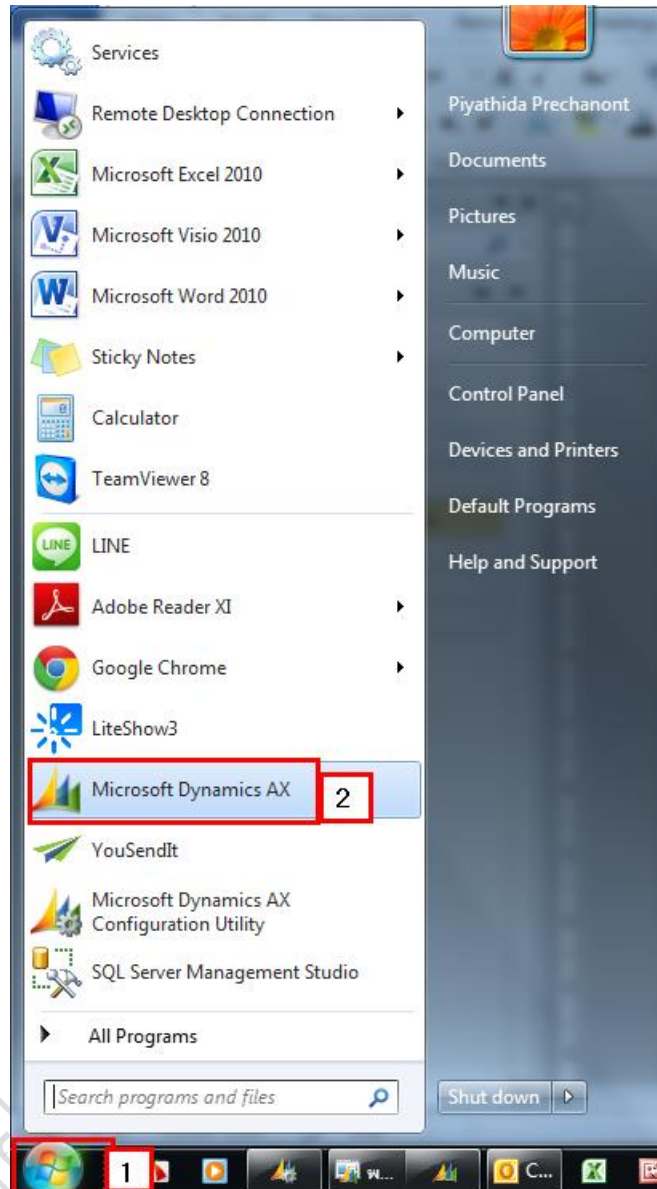 Services
Remote Desktop Connection
Microsoft Excel 2010
Microsoft Visio 2010
Microsoft Word 2010
Sticky Notes
Calculator
TeamViewer 8
LINE
LINE
Adobe Reader XI
Google Chrome
LiteShow3
Microsoft Dynamics AX
2
YouSendIt
Microsoft Dynamics AX
Configuration Utility
SQL Server Management Studio
All Programs
Search programs and files
Piyathida Prechanont
Documents
Pictures
Music
Computer
Control Panel
Devices and Printers
Default Programs
Help and Support
Shut down
1
พ...
C...